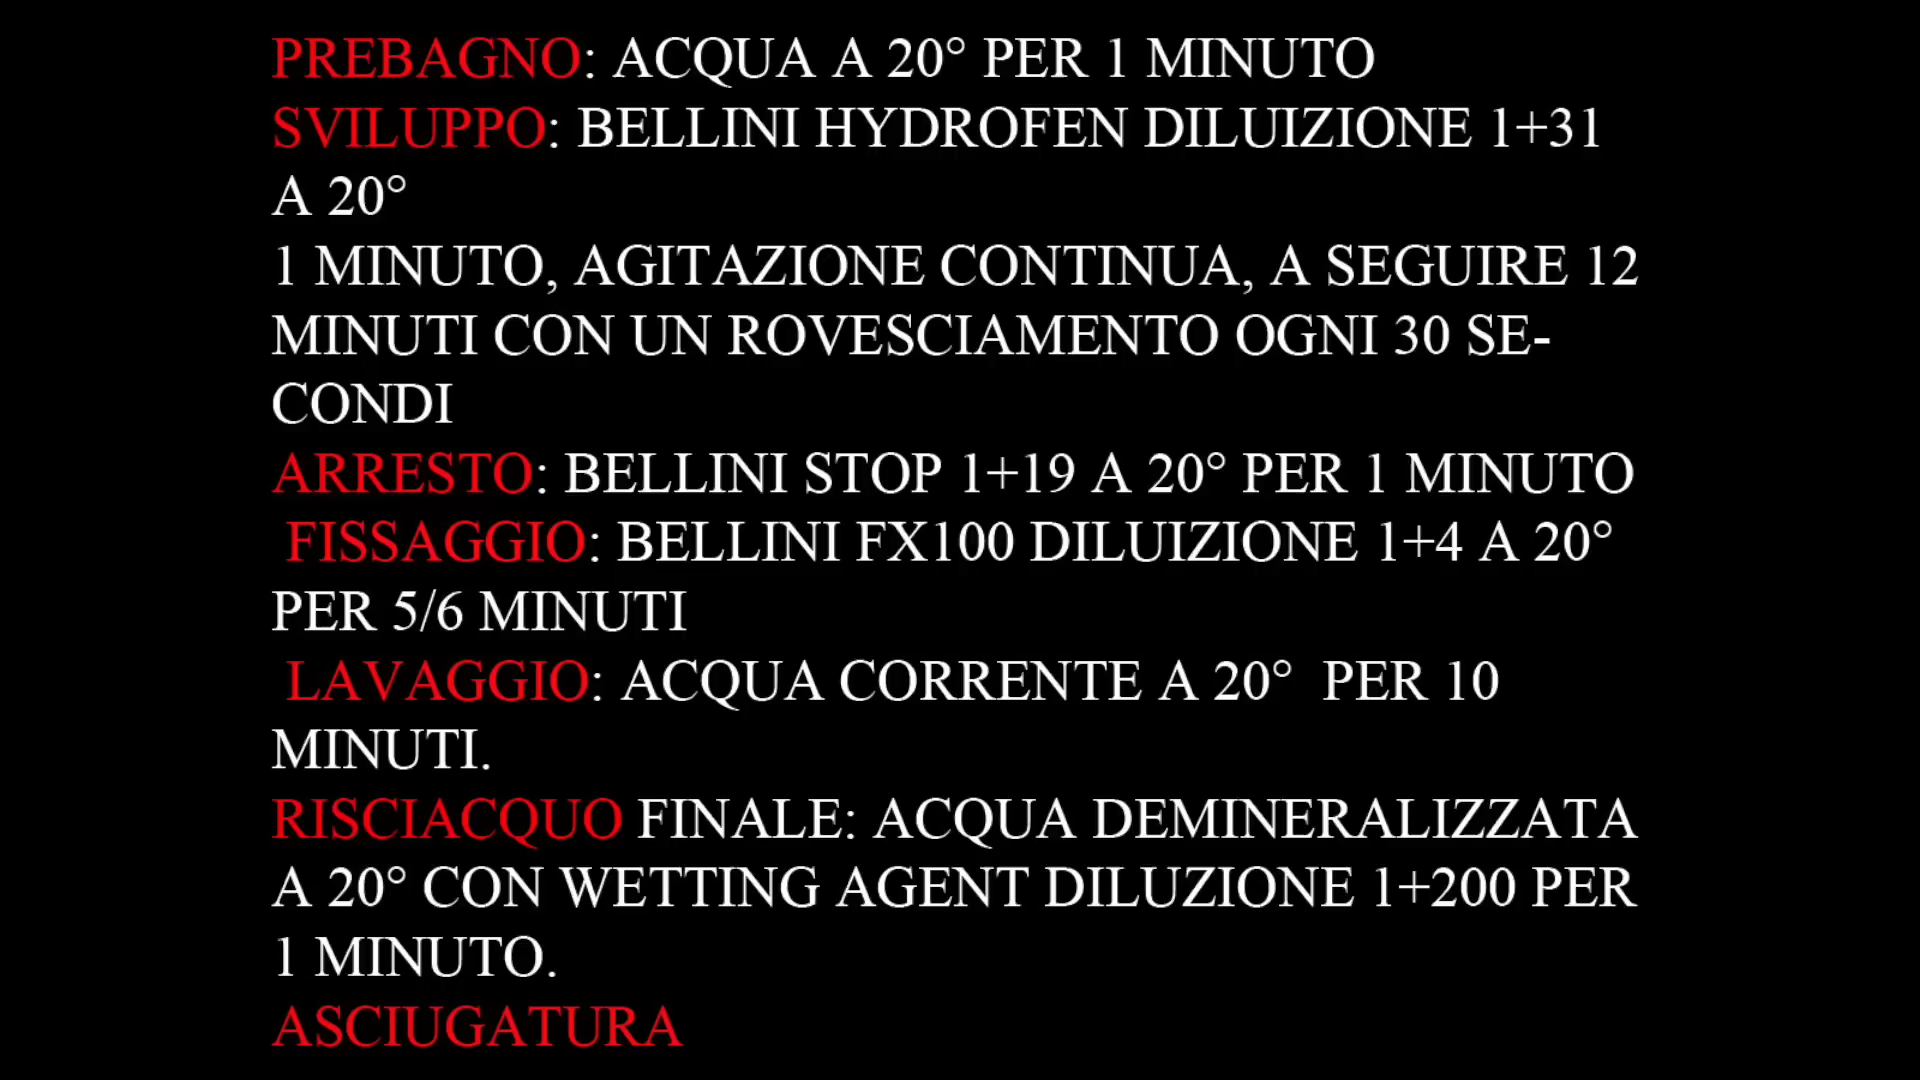 PREBAGNO: ACQUA A 20° PER 1 MINUTO
SVILUPPO: BELLINI HYDROFEN DILUIZIONE 1+31
A 20°
1 MINUTO, AGITAZIONE CONTINUA, A SEGUIRE 12
MINUTI CON UN ROVESCIAMENTO OGNI 30 SE-
CONDI
ARRESTO: BELLINI STOP 1+19 A 20° PER 1 MINUTO
FISSAGGIO: BELLINI FX100 DILUIZIONE 1+4 A 20°
PER 5/6 MINUTI
LAVAGGIO: ACQUA CORRENTE A 20° PER 10
MINUTI.
RISCIACQUO FINALE: ACQUA DEMINERALIZZATA
A 20° CON WETTING AGENT DILUZIONE 1+200 PER
1 MINUTO.
ASCIUGATURA